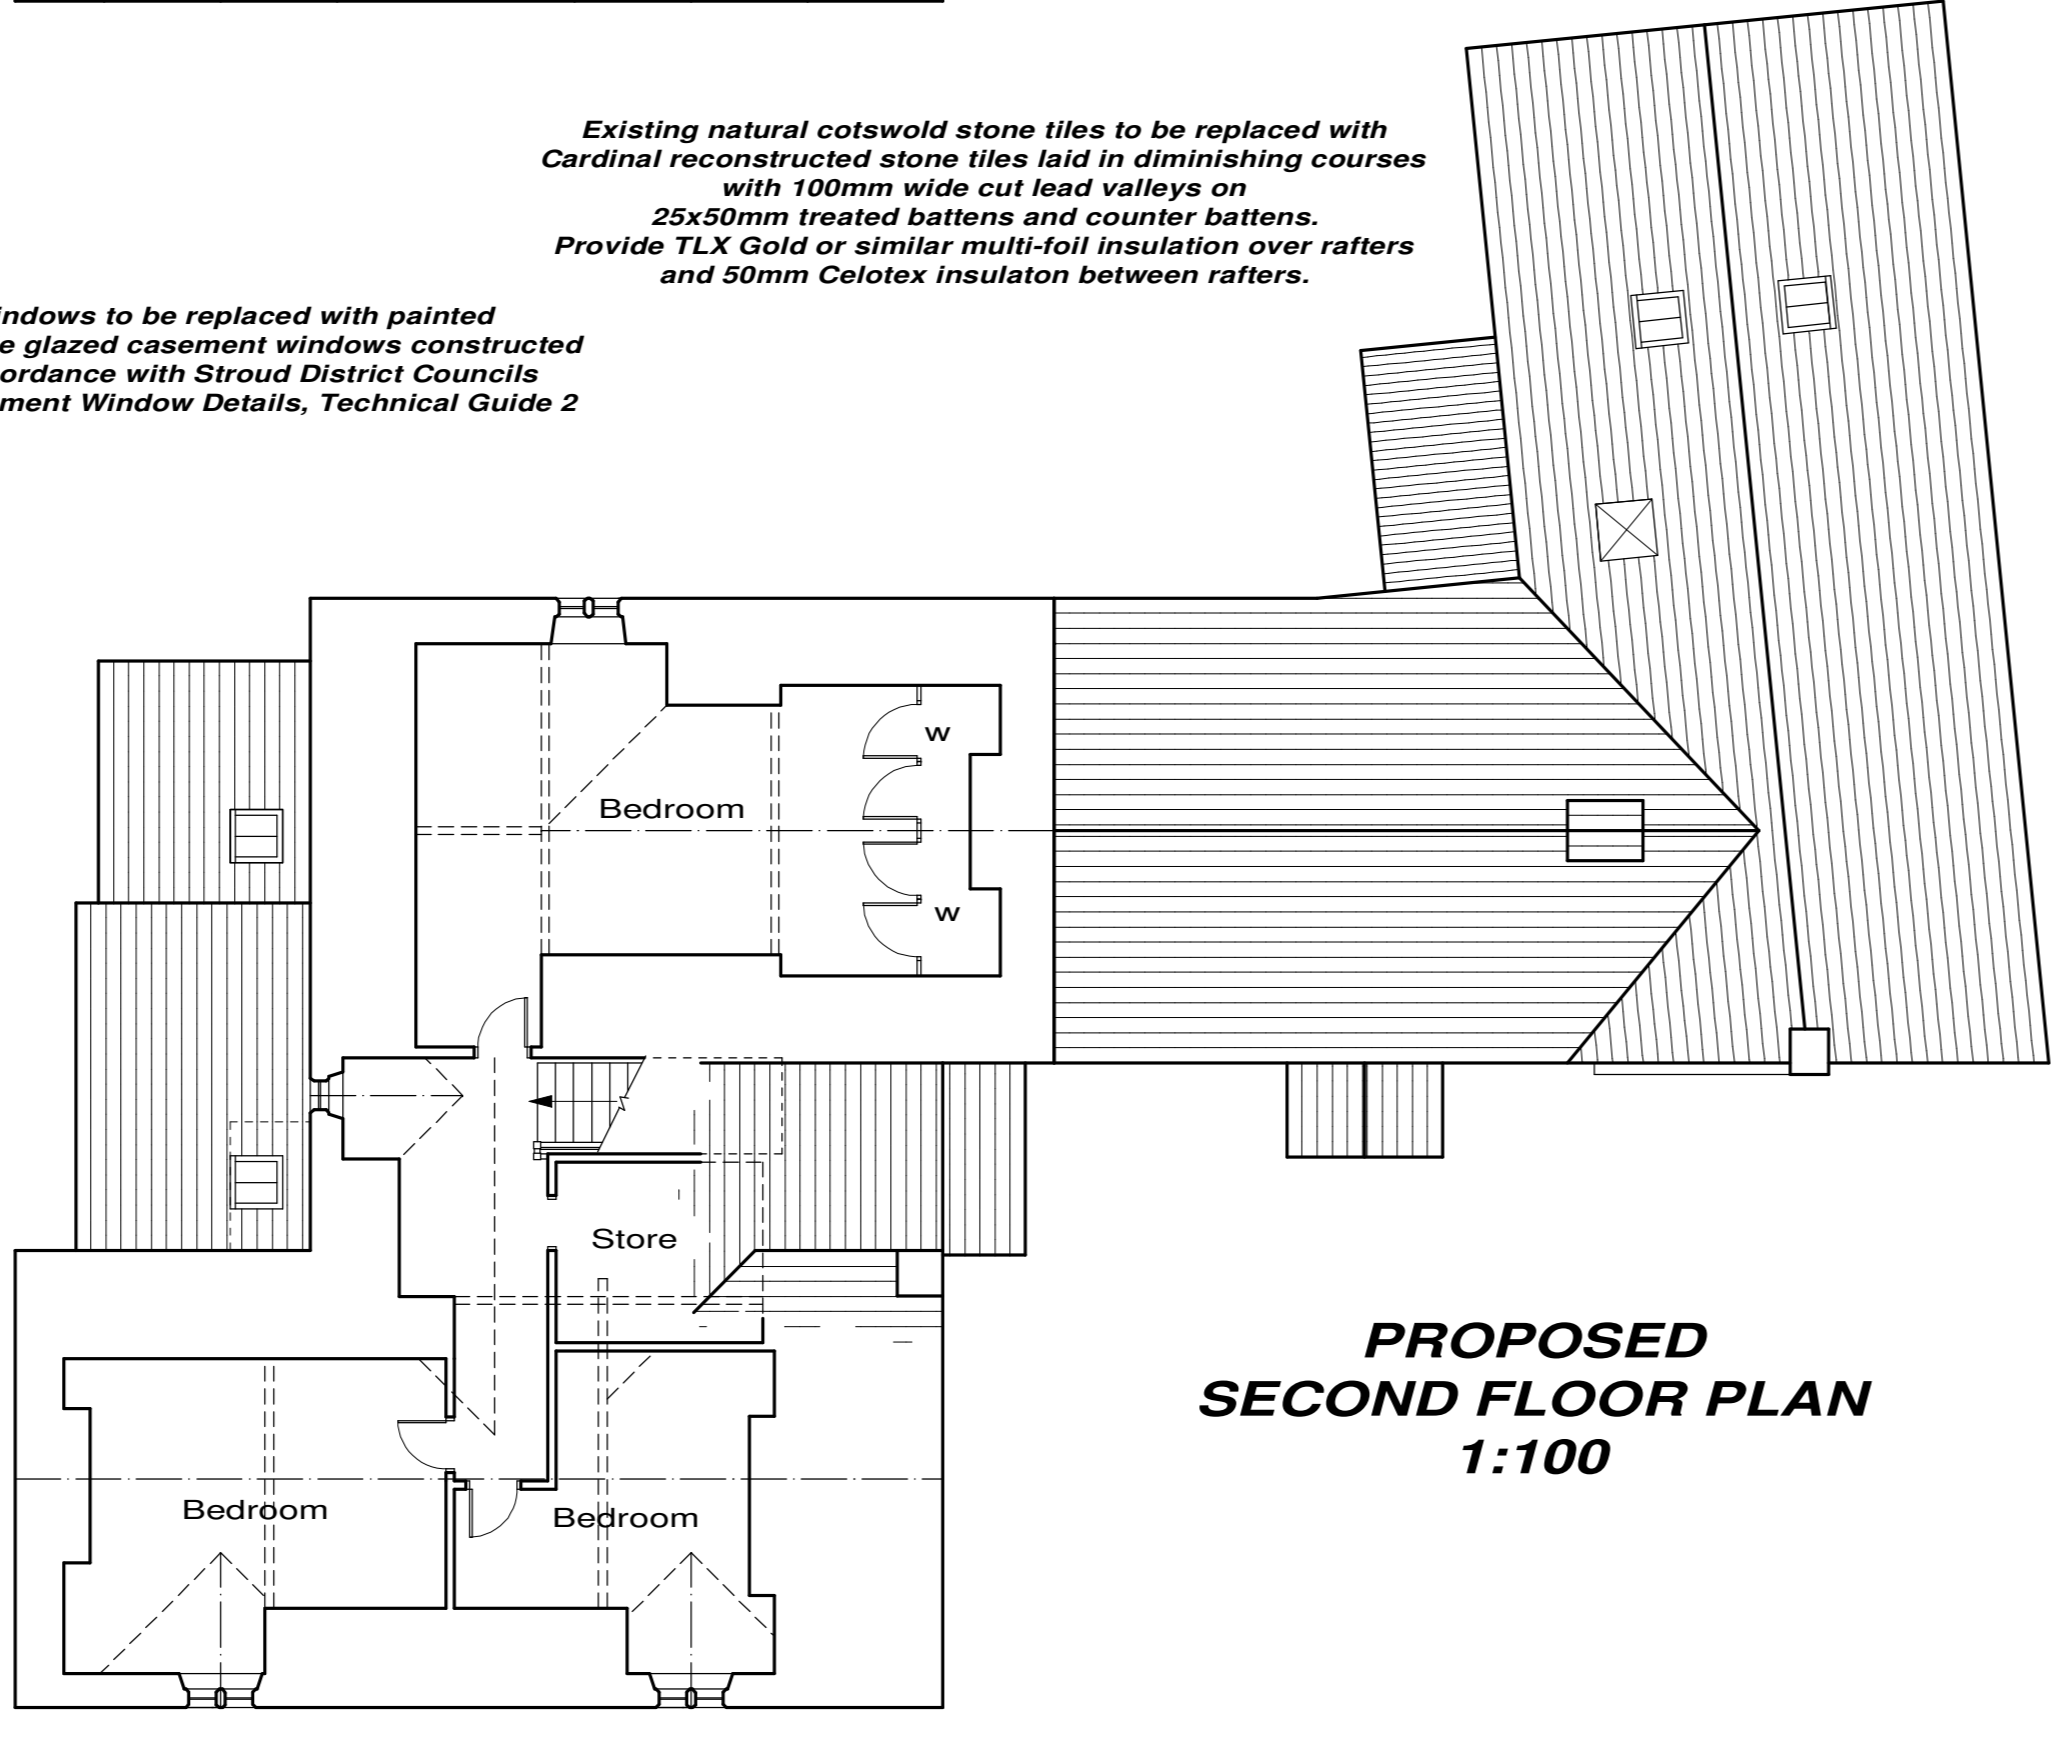 Existing natural cotswold stone tiles to be replaced with
Cardinal reconstructed stone tiles laid in diminishing courses
with 100mm wide cut lead valleys on
25x50mm treated battens and counter battens.
Provide TLX Gold or similar multi-foil insulation over rafters
and 50mm Celotex insulaton between rafters.
indows to be replaced with painted
e glazed casement windows constructed
ordance with Stroud District Councils
ment Window Details, Technical Guide 2
w
Bedroom
w
Store
Bedroom
Bedroom
PROPOSED
SECOND FLOOR PLAN
1:100